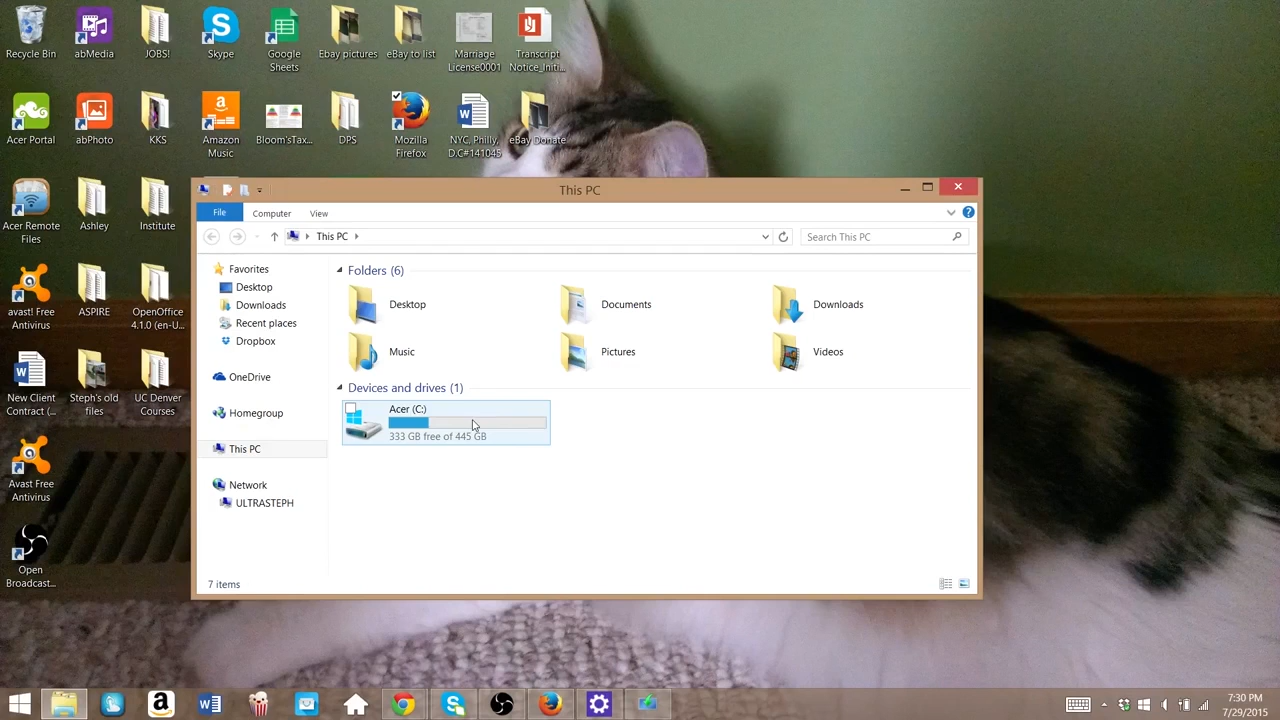 Recycle Bin
abMedia
JOBS!
Skype
Google
Sheets
Ebay pictures
eBay to list
Marriage
License0001
Transcript
Notice_Initi...
Acer Portal
abPhoto
KKS
Amazon
Music
Bloom'sTax...
DPS
Mozilla
Firefox
NYC, Philly,
D.C#141045
eBay Donate
Acer Remote
Files
Ashley
Institute
avast! Free
Antivirus
ASPIRE
OpenOffice
4.1.0 (en-U...
New Client
Contract (...
Steph's old
files
UC Denver
Courses
Avast Free
Antivirus
Open
Broadcast...
This PC
File
Computer
View
This PC
Search This PC
Favorites
Desktop
Downloads
Recent places
Dropbox
OneDrive
Homegroup
This PC
Network
ULTRASTEPH
Folders (6)
Desktop
Documents
Downloads
Music
Pictures
Videos
Devices and drives (1)
Acer (C:)
333 GB free of 445 GB
7 items
7:30 PM
7/29/2015